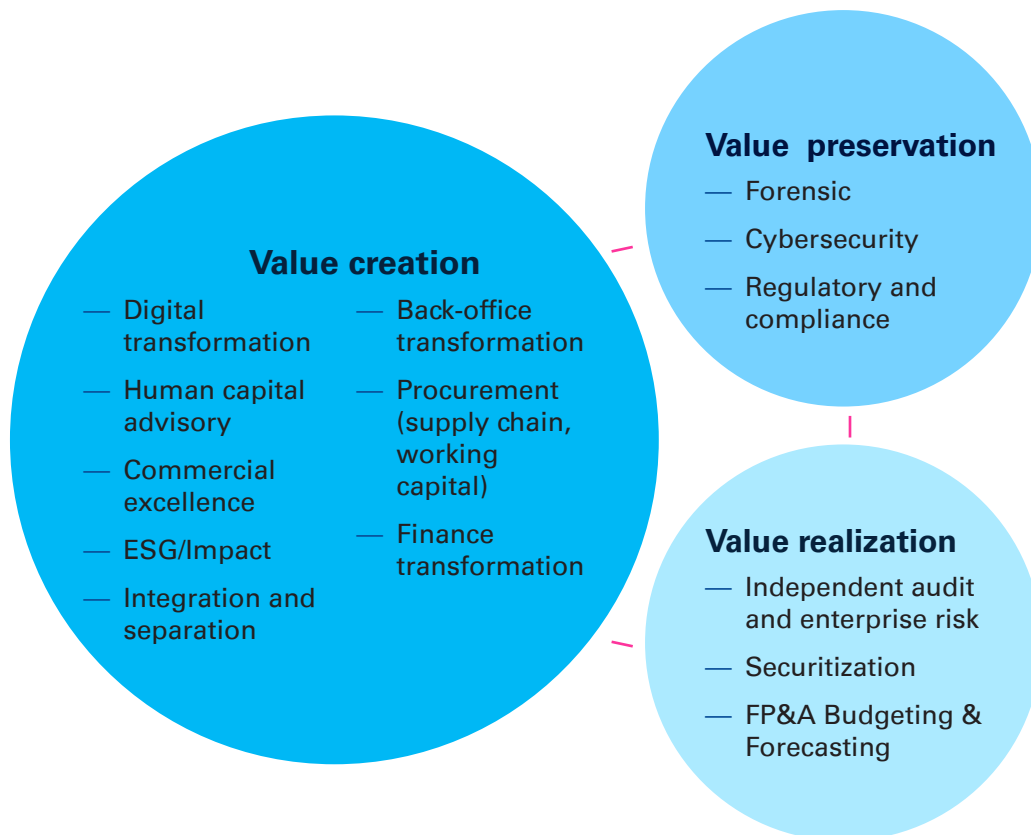 Value creation
— Digital
transformation
— Human capital
advisory
— Commercial
excellence
— ESG/Impact
— Integration and
separation
— Back-office
transformation
— Procurement
(supply chain,
working
capital)
— Finance
transformation
Value preservation
— Forensic
— Cybersecurity
— Regulatory and
compliance
Value realization
— Independent audit
and enterprise risk
— Securitization
— FP&A Budgeting &
Forecasting